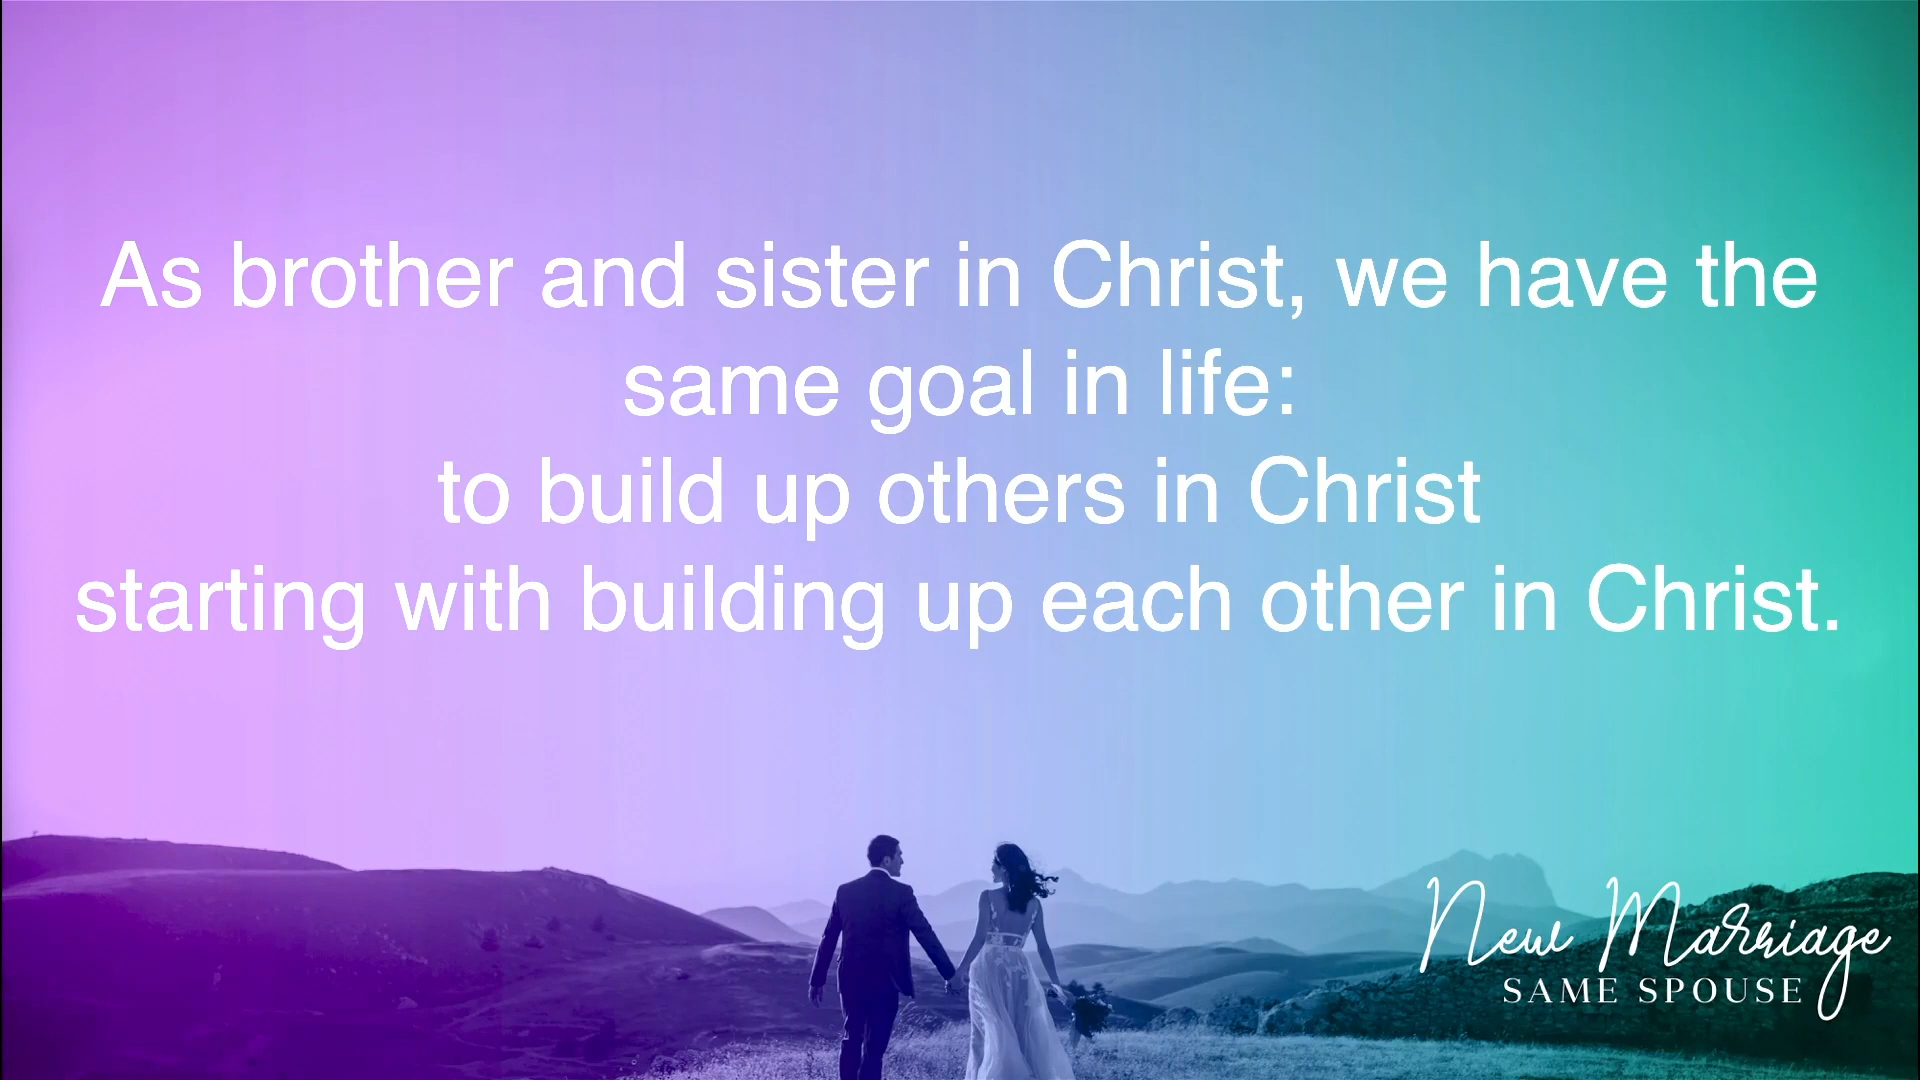 As brother and sister in Christ, we have the
same goal in life:
to build up others in Christ
starting with building up each other in Christ.
New Marriage
SAME SPOUSE